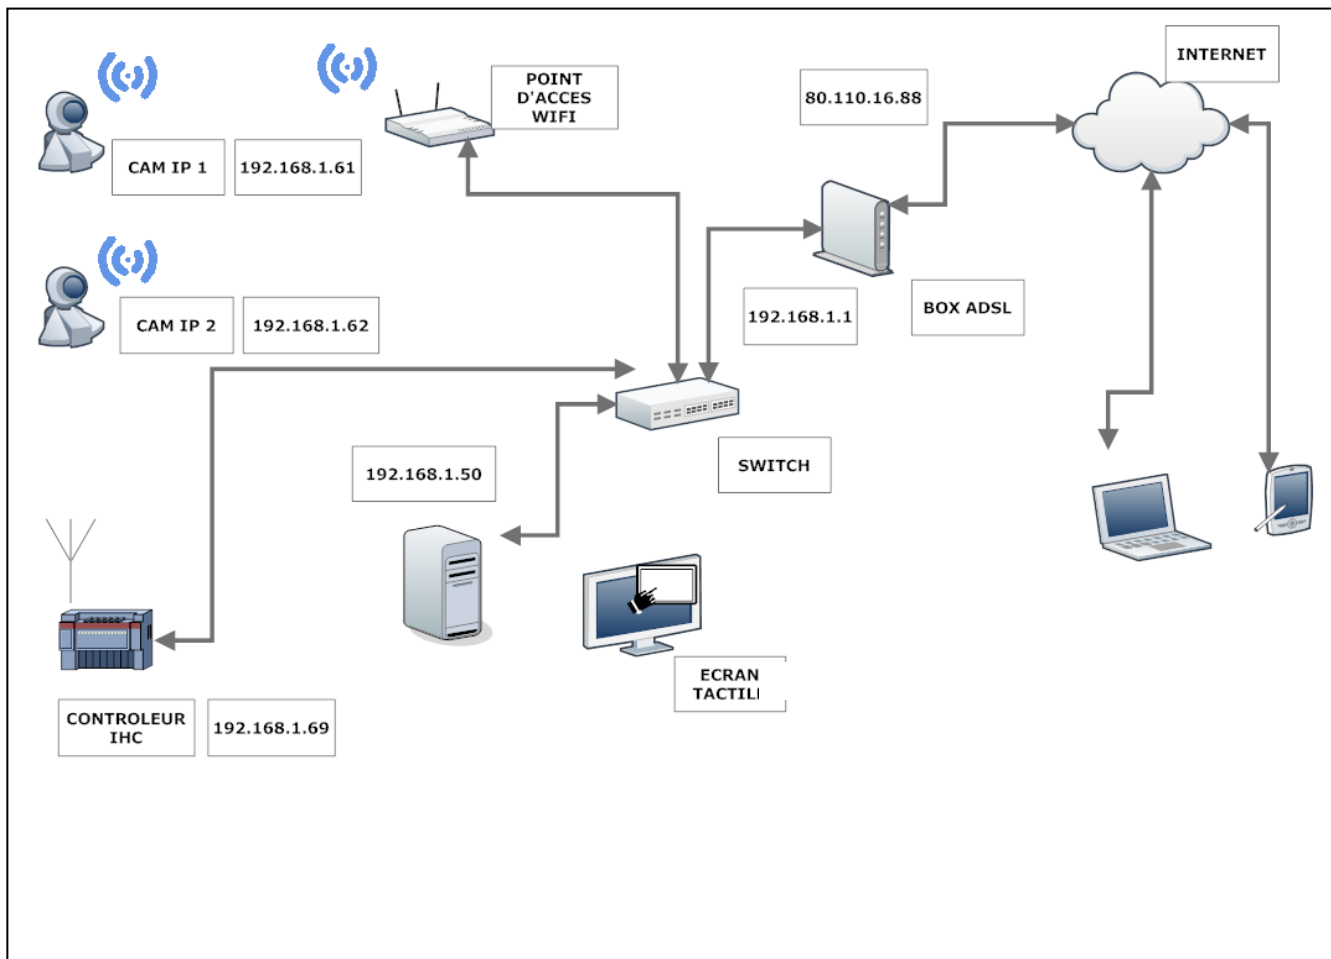 INTERNET
POINT
D'ACCES
WIFI
80.110.16.88
CAM IP 1
192.168.1.61
CAM IP 2
192.168.1.62
192.168.1.1
BOX ADSL
192.168.1.50
SWITCH
ECRAN
TACTIL
CONTROLEUR
IHC
192.168.1.69